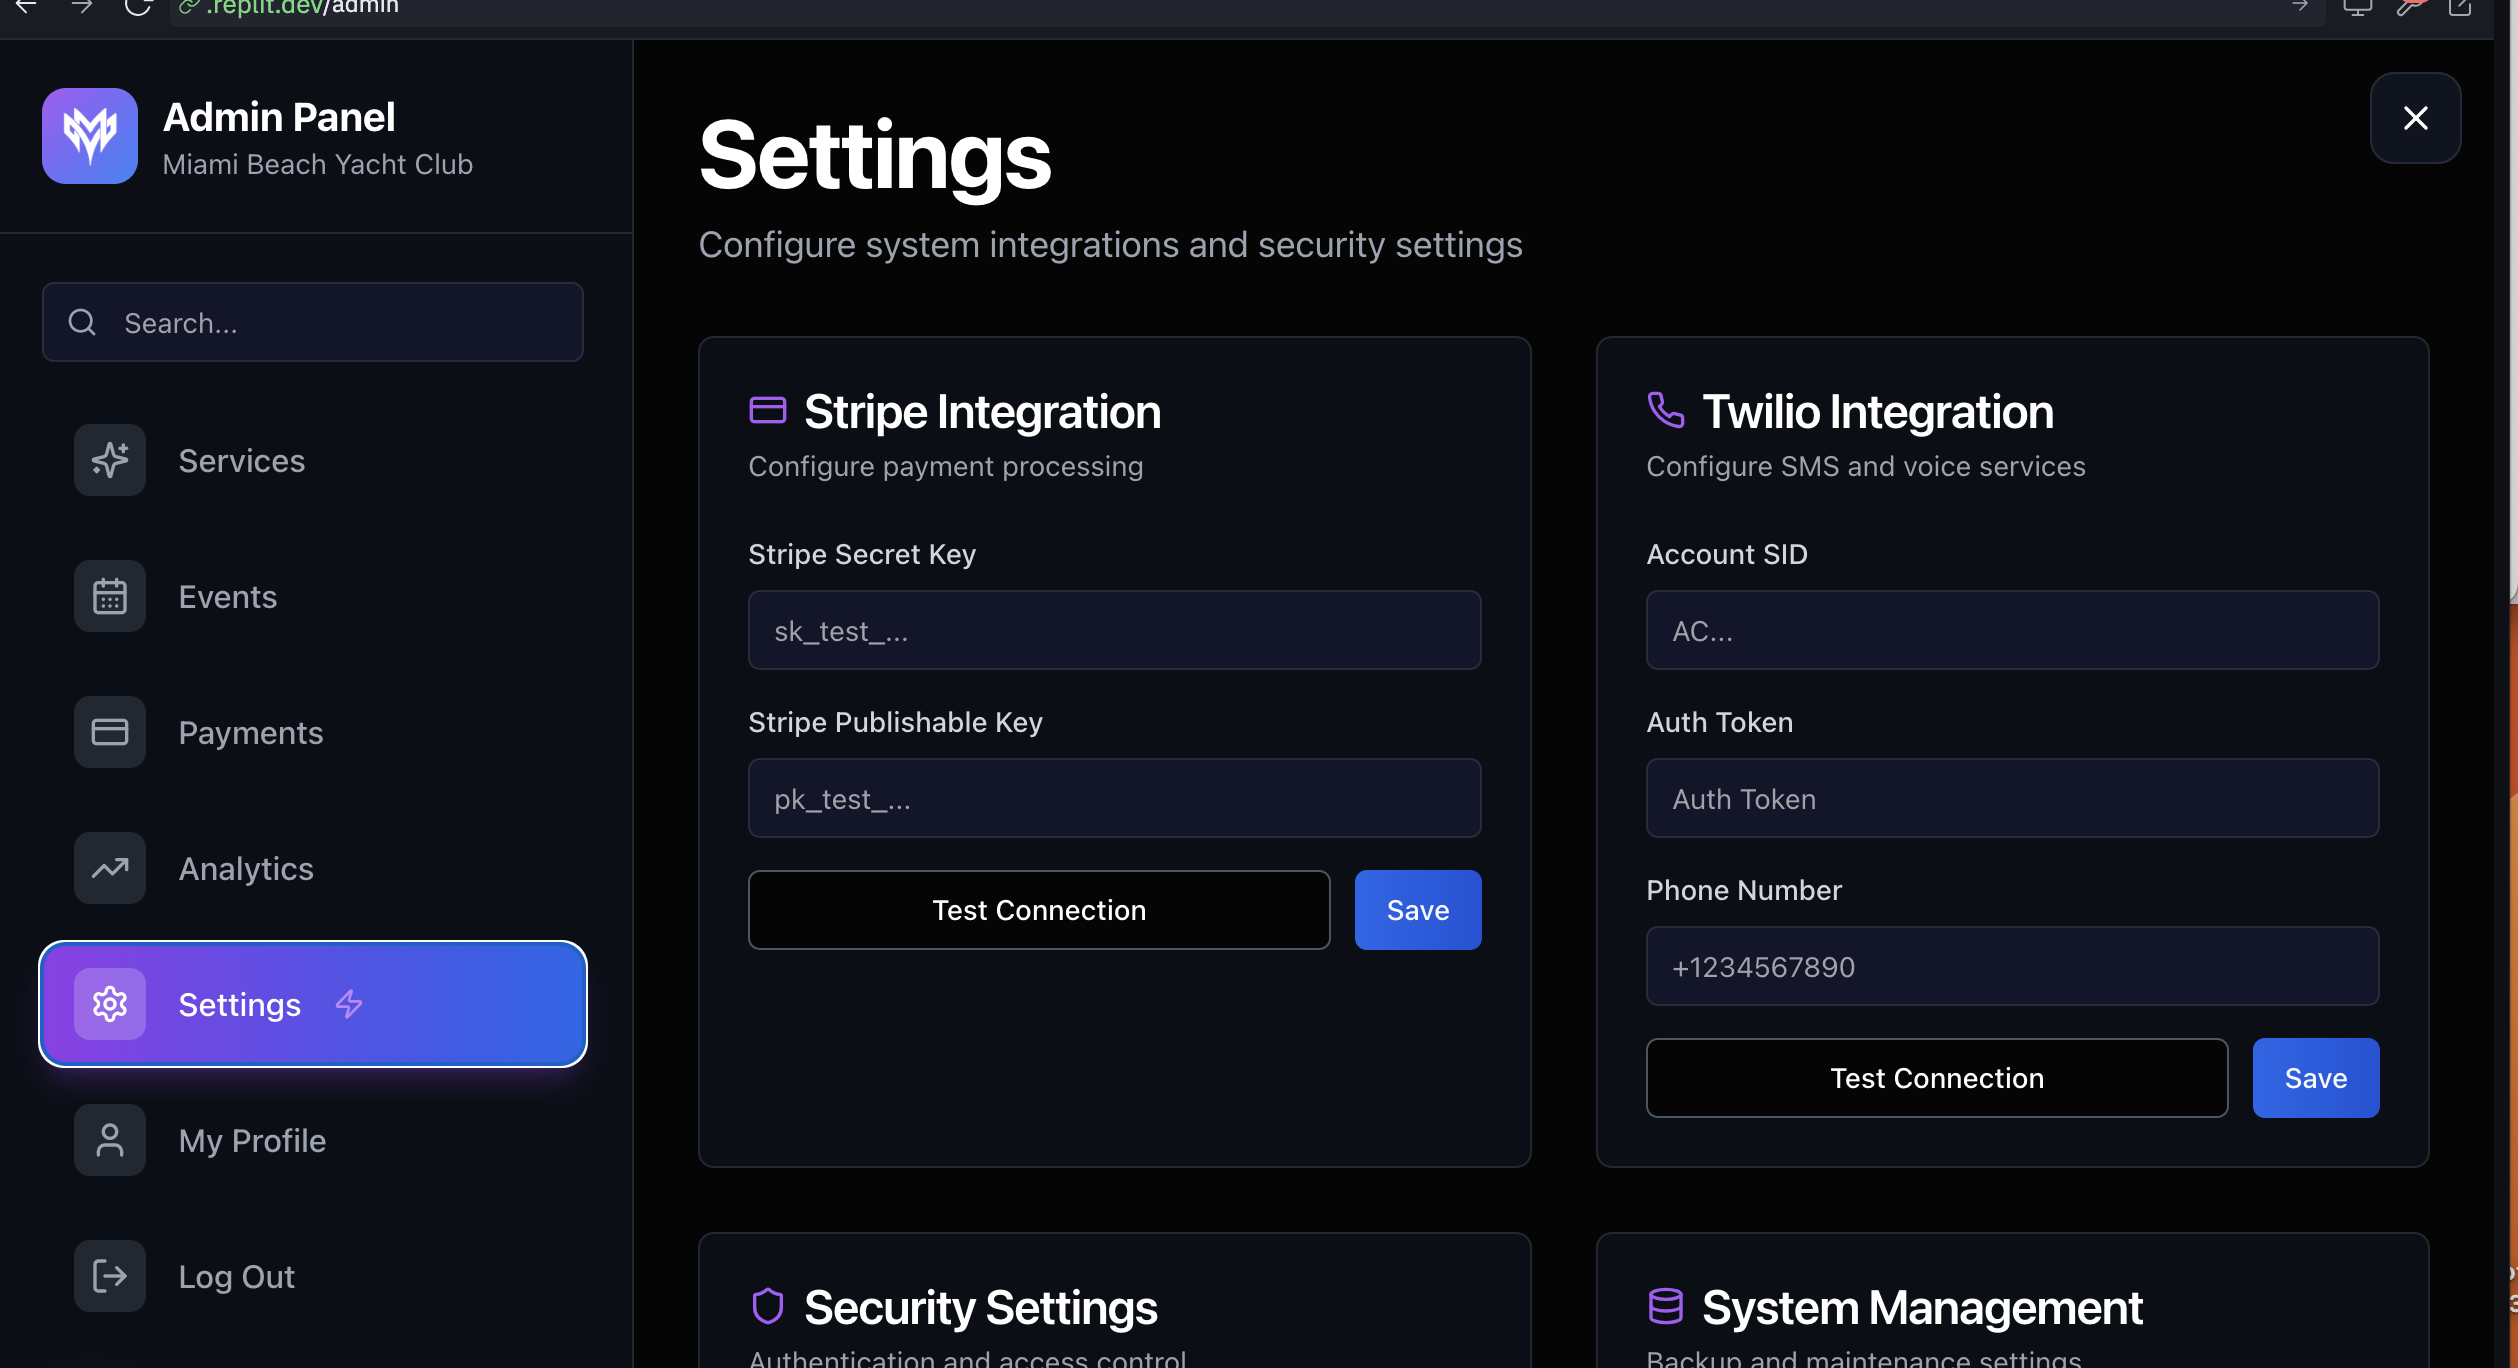 .replit.dev/admin
Admin Panel
Miami Beach Yacht Club
Search...
Services
Events
Payments
Analytics
Settings
My Profile
Log Out
Settings
Configure system integrations and security settings
Stripe Integration
Configure payment processing
Stripe Secret Key
sk_test_...
Stripe Publishable Key
pk_test_...
Test Connection
Save
Twilio Integration
Configure SMS and voice services
Account SID
AC...
Auth Token
Auth Token
Phone Number
+1234567890
Test Connection
Save
Security Settings
Authentication and access control
System Management
Backup and maintenance settings